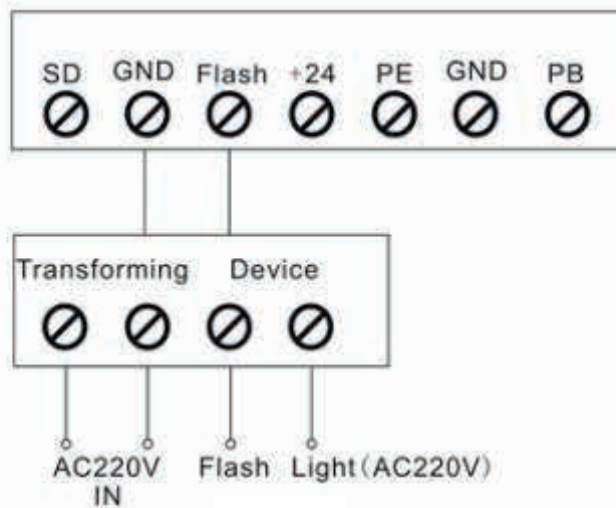 SD GND Flash +24 PE GND PB
Transforming Device
AC220V Flash Light(AC220V)
IN